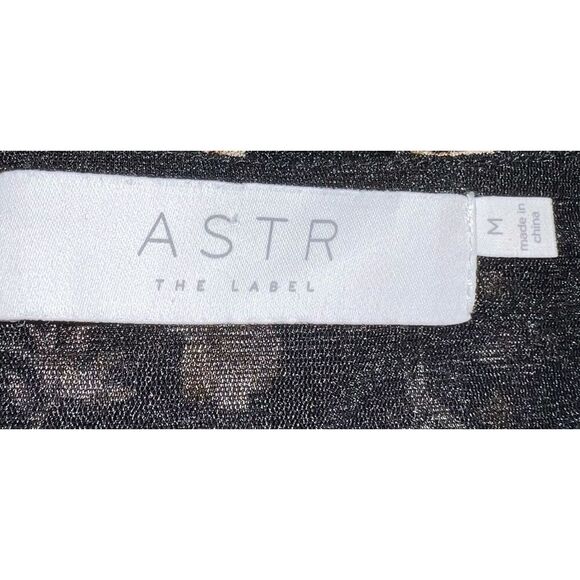 ASTR
THE LABEL
M
made in
china